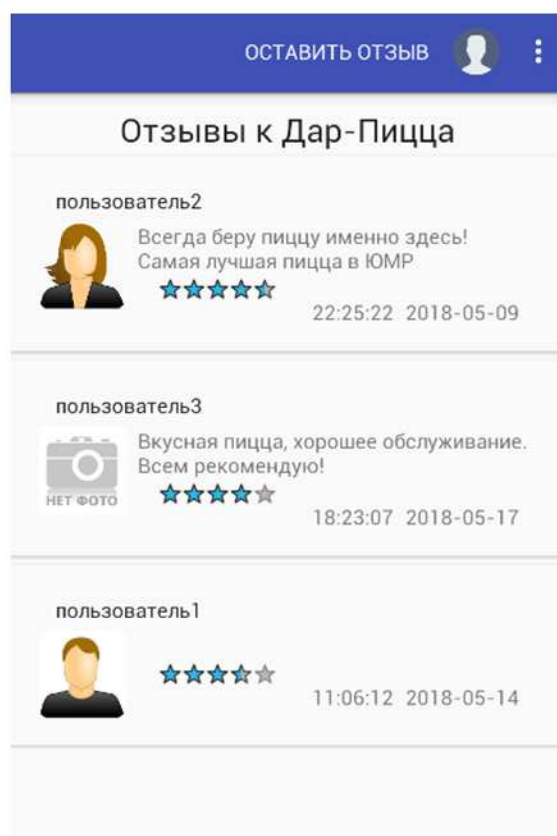 ОСТАВИТЬ ОТЗЫВ
Отзывы к Дар-Пицца
пользователь2
Всегда беру пиццу именно здесь!
Самая лучшая пицца в ЮМР
22:25:22 2018-05-09
пользователь3
Вкусная пицца, хорошее обслуживание.
Всем рекомендую!
НЕТ ФОТО
18:23:07 2018-05-17
пользователь1
11:06:12 2018-05-14